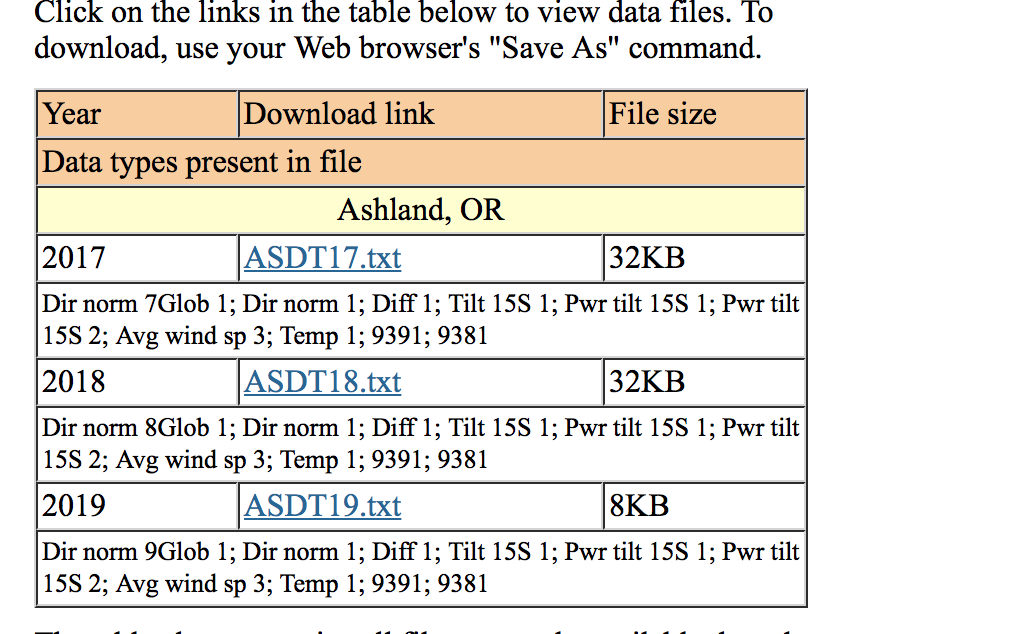 Click on the links in the table below to view data files. To
download, use your Web browser's "Save As" command.
Year Download link File size
Data types present in file
Ashland, OR
2017 ASDT17.txt 32KB
Dir norm 7Glob 1; Dir norm 1; Diff 1; Tilt 15S 1; Pwr tilt 15S 1; Pwr tilt
15S 2; Avg wind sp 3; Temp 1; 9391; 9381
2018 ASDT18.txt 32KB
Dir norm 8Glob 1; Dir norm 1; Diff 1; Tilt 15S 1; Pwr tilt 15S 1; Pwr tilt
15S 2; Avg wind sp 3; Temp 1; 9391; 9381
2019 ASDT19.txt 8KB
Dir norm 9Glob 1; Dir norm 1; Diff 1; Tilt 15S 1; Pwr tilt 15S 1; Pwr tilt
15S 2; Avg wind sp 3; Temp 1; 9391; 9381